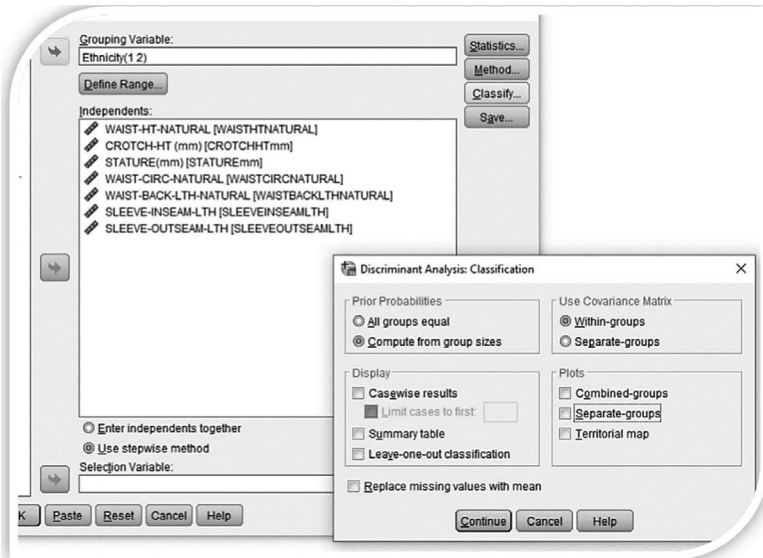 Grouping Variable:
Ethnicity(1 2)
Define Range...
Statistics...
Method...
Classify...
Save...
Independents:
WAIST-HT-NATURAL [WAISTHTNATURAL]
CROTCH-HT (mm) [CROTCHHTmm]
STATURE(mm) [STATUREmm]
WAIST-CIRC-NATURAL [WAISTCIRCNATURAL]
WAIST-BACK-LTH-NATURAL [WAISTBACKLTHNATURAL]
SLEEVE-INSEAM-LTH [SLEEVEINSEAMLTH]
SLEEVE-OUTSEAM-LTH [SLEEVEOUTSEAMLTH]
Enter independents together
Use stepwise method
Selection Variable:
K Paste Reset Cancel Help
Discriminant Analysis: Classification
Prior Probabilities
All groups equal
Compute from group sizes
Use Covariance Matrix
Within-groups
Separate-groups
Display
Casewise results
Limit cases to first:
Summary table
Leave-one-out classification
Plots
Combined-groups
Separate-groups
Territorial map
Replace missing values with mean
Continue Cancel Help